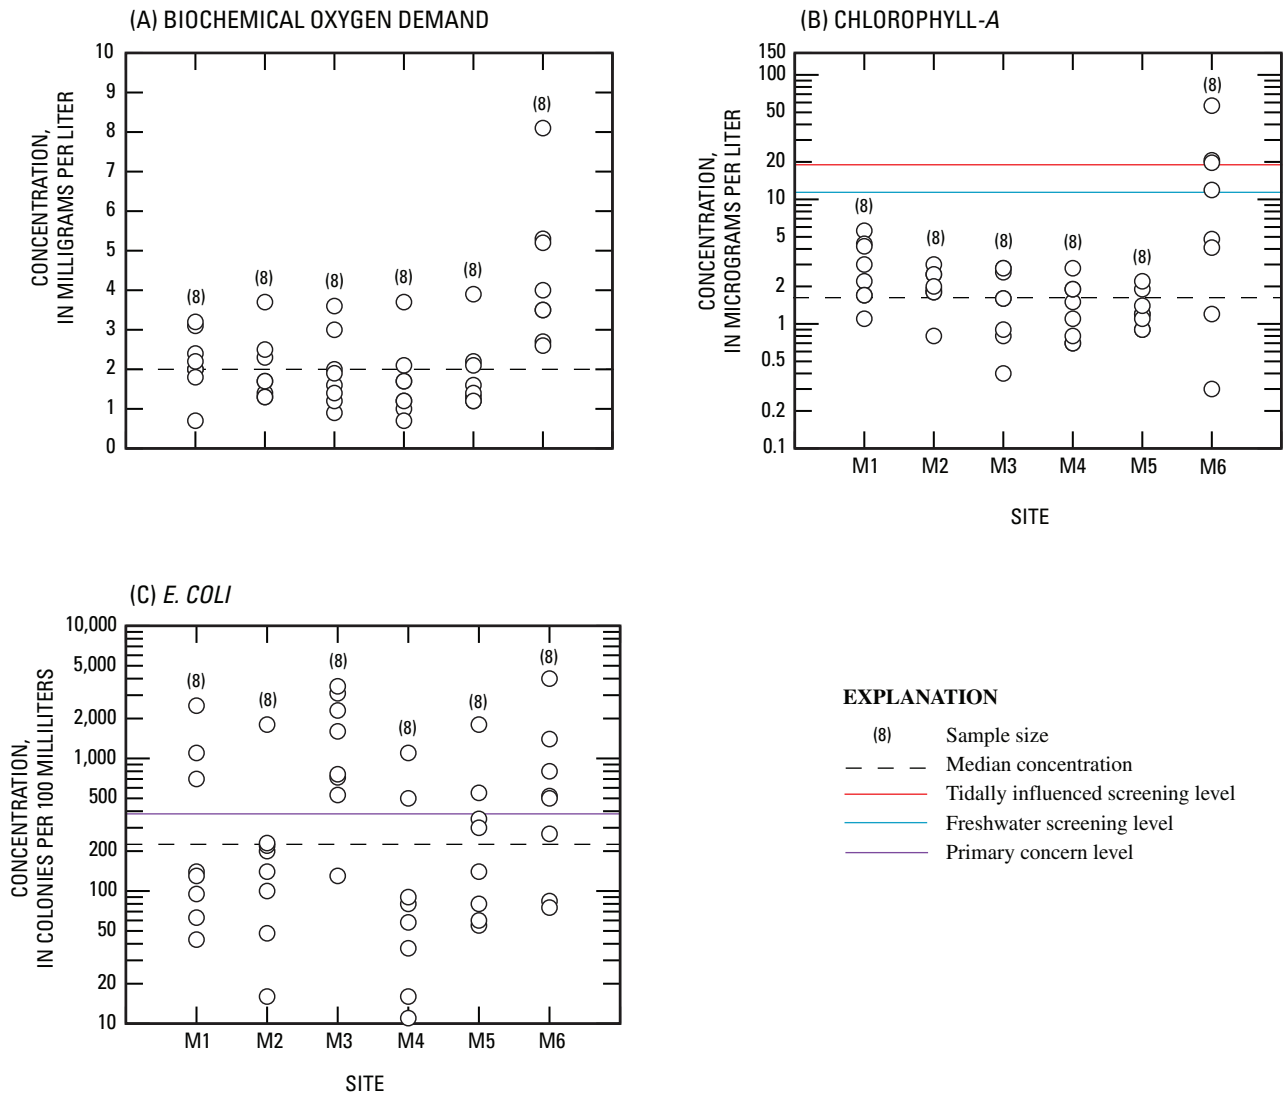 (A) BIOCHEMICAL OXYGEN DEMAND
CONCENTRATION,
IN MILLIGRAMS PER LITER
10
9
8
7
6
5
4
3
2
1
0
(8) (8) (8) (8) (8) (8)
(B) CHLOROPHYLL-A
CONCENTRATION,
IN MICROGRAMS PER LITER
150
100
50
20
10
5
2
1
0.5
0.2
0.1
(8) (8) (8) (8) (8) (8)
M1 M2 M3 M4 M5 M6
SITE
(C) E. COLI
CONCENTRATION,
IN COLONIES PER 100 MILLILITERS
10,000
5,000
2,000
1,000
500
200
100
50
20
10
(8) (8) (8) (8) (8) (8)
M1 M2 M3 M4 M5 M6
SITE
EXPLANATION
(8) Sample size
Median concentration
Tidally influenced screening level
Freshwater screening level
Primary concern level